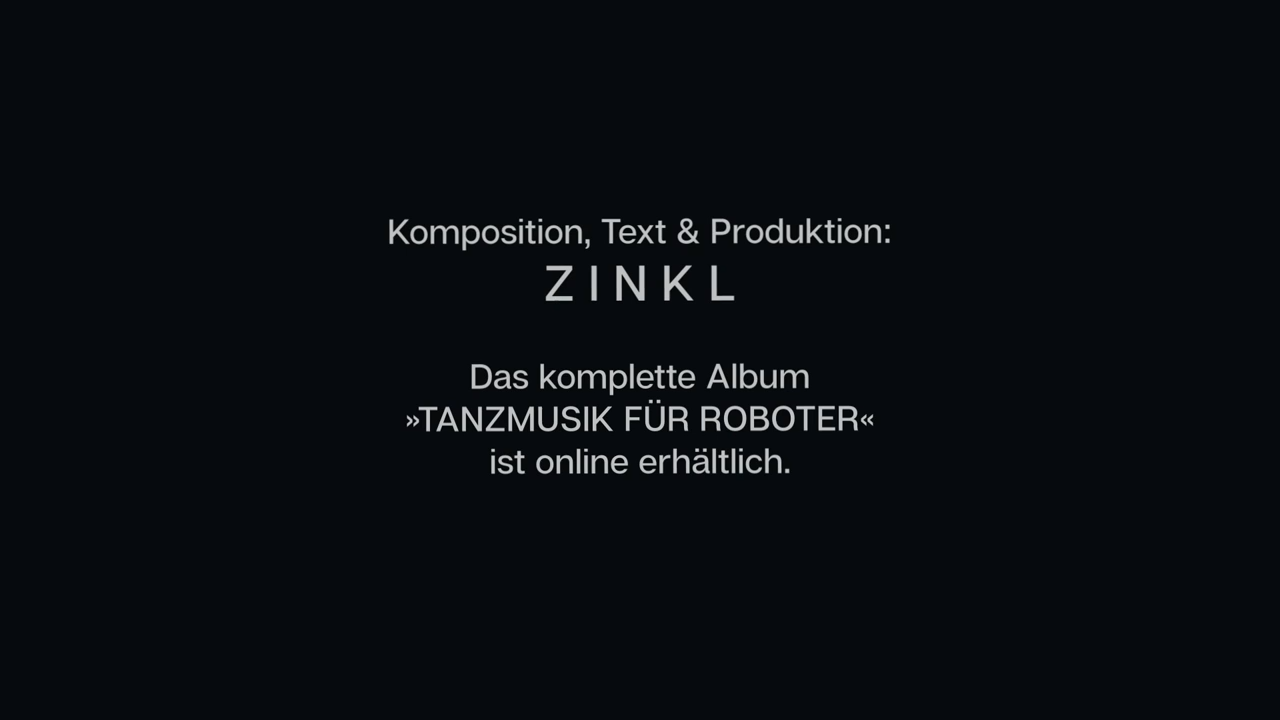 Komposition, Text & Produktion:
ZINKL
Das komplette Album
»TANZMUSIK FÜR ROBOTER«
ist online erhältlich.